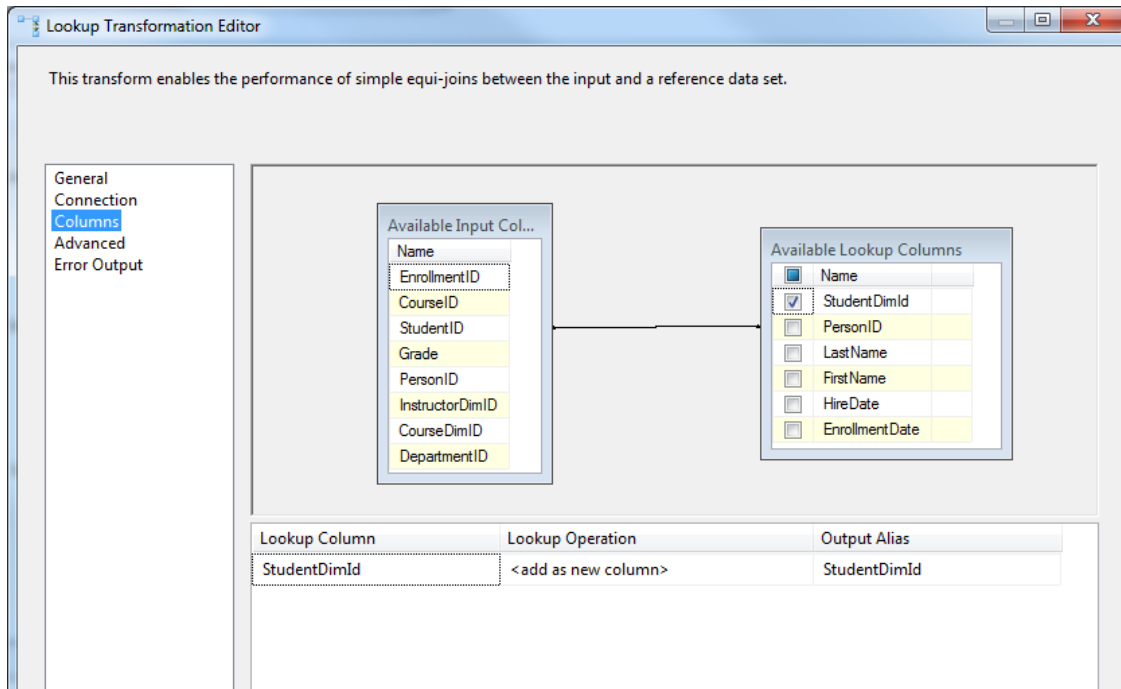 Lookup Transformation Editor
This transform enables the performance of simple equi-joins between the input and a reference data set.
General
Connection
Columns
Advanced
Error Output
Available Input Col...
Name
EnrollmentID
CourseID
StudentID
Grade
PersonID
InstructorDimID
CourseDimID
DepartmentID
Available Lookup Columns
Name
StudentDimId
PersonID
LastName
FirstName
HireDate
EnrollmentDate
Lookup Column Lookup Operation Output Alias
StudentDimId <add as new column> StudentDimId